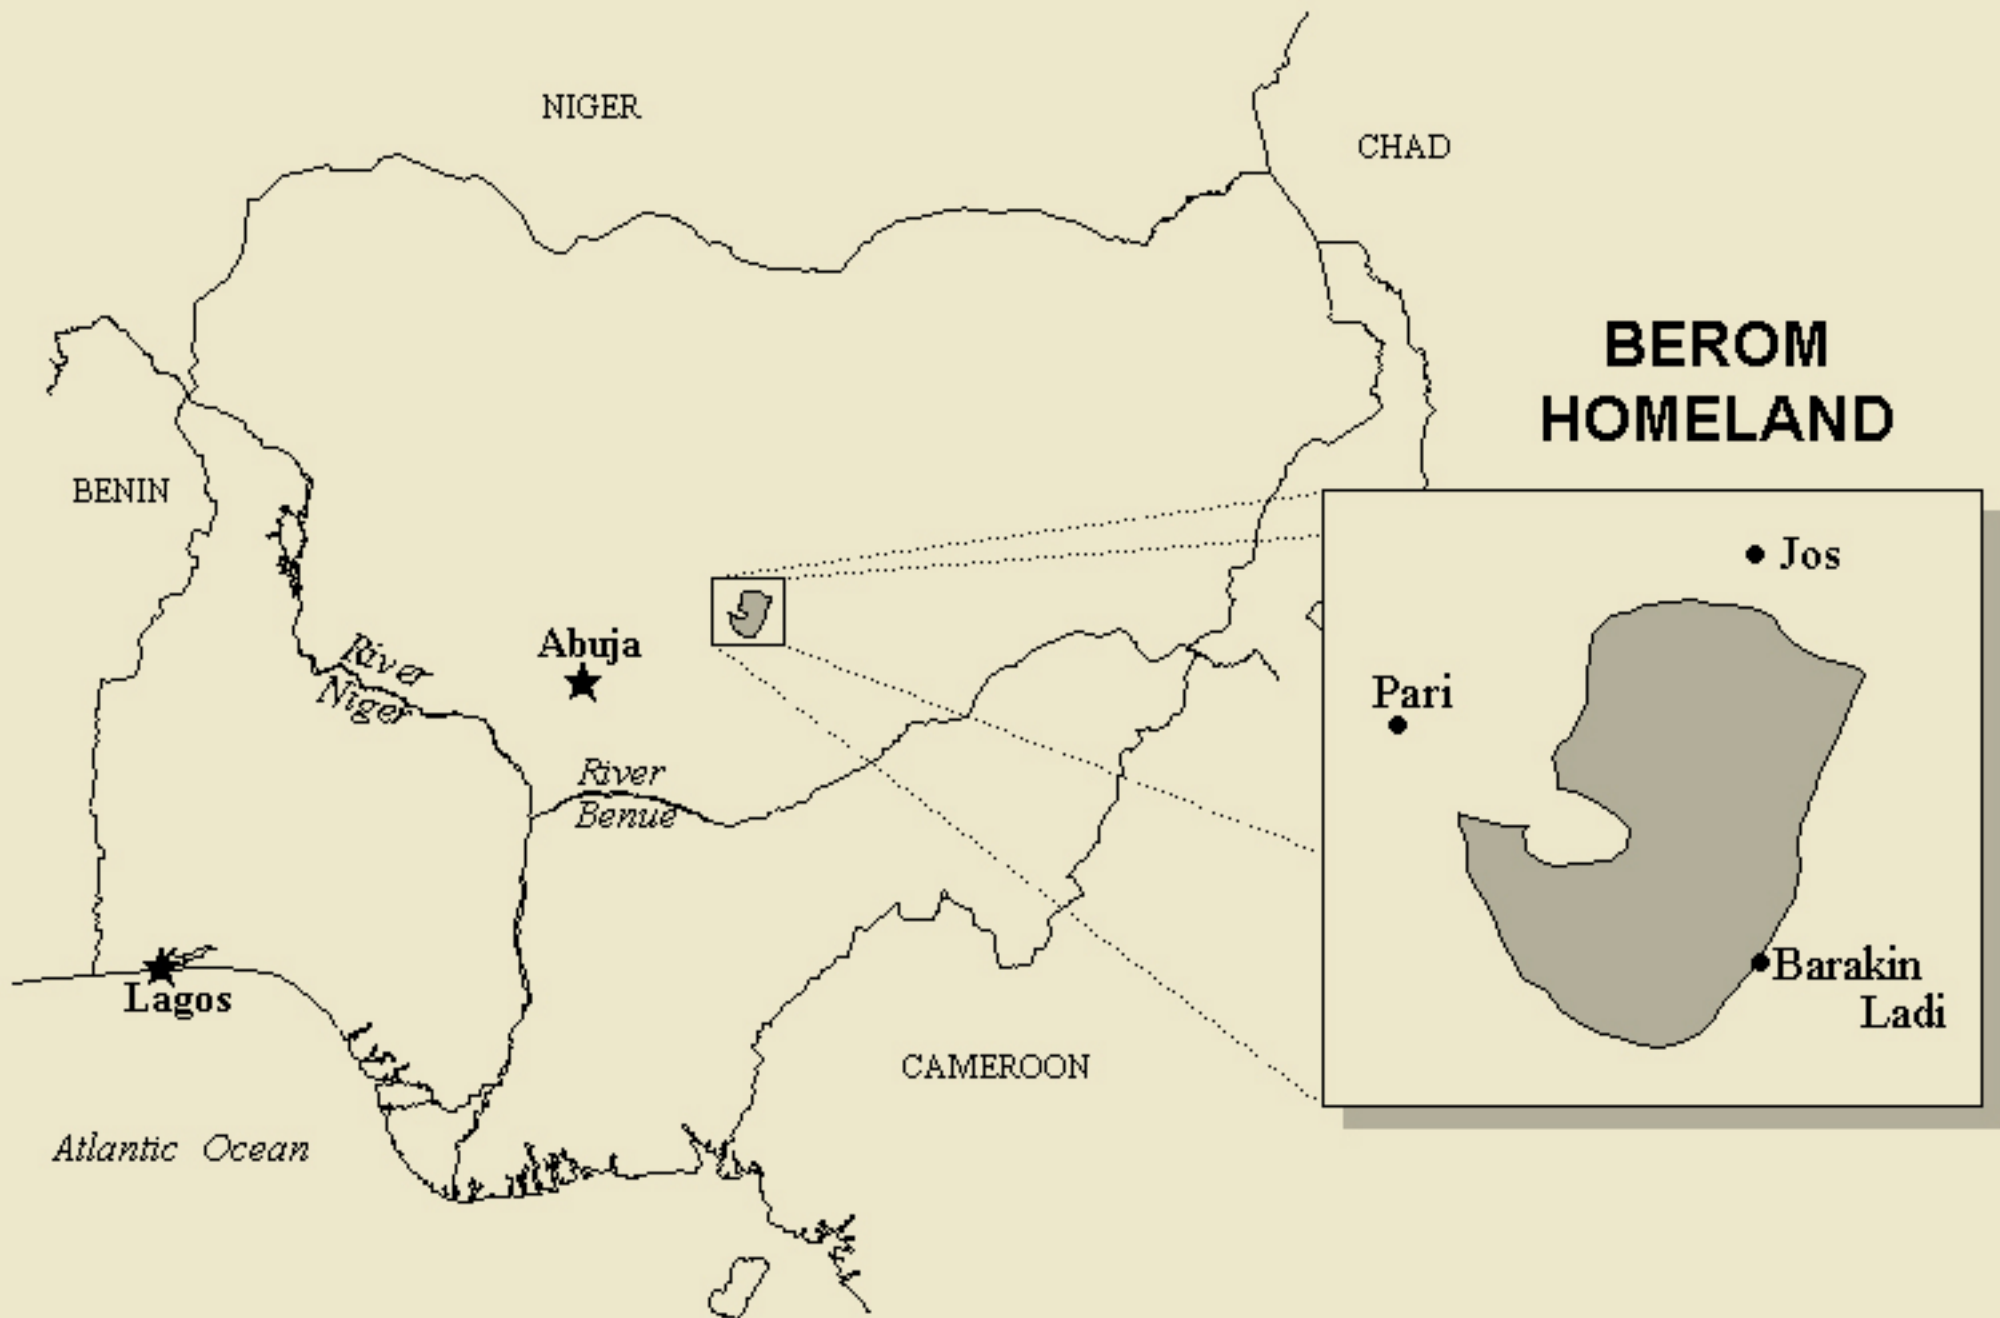 NIGER
CHAD
BEROM
HOMELAND
BENIN
Jos
Abuja
River
Niger
Pari
River
Benue
Barakin
Ladi
Lagos
CAMEROON
Atlantic Ocean